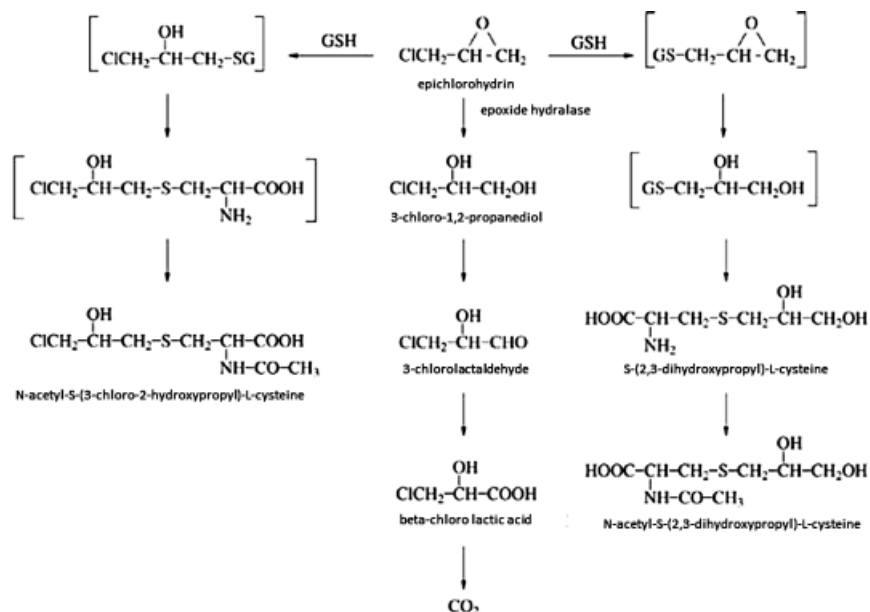 OH
ClCH₂-CH-CH₂-SG
GSH
O
ClCH₂-CH-CH₂
epichlorohydrin
GSH
O
GS-CH₂-CH-CH₂
epoxide hydralase
OH
ClCH₂-CH-CH₂-S-CH₂-CH-COOH
NH₂
OH
ClCH₂-CH-CH₂OH
3-chloro-1,2-propanediol
OH
GS-CH₂-CH-CH₂OH
OH
ClCH₂-CH-CH₂-S-CH₂-CH-COOH
N-CO-CH₃
H
N-acetyl-S-(3-chloro-2-hydroxypropyl)-L-cysteine
OH
ClCH₂-CH-CHO
3-chlorolactaldehyde
OH
HOOC-CH-CH₂-S-CH₂-CH-CH₂OH
NH₂
S-(2,3-dihydroxypropyl)-L-cysteine
OH
ClCH₂-CH-COOH
beta-chloro lactic acid
OH
HOOC-CH-CH₂-S-CH₂-CH-CH₂OH
NH-CO-CH₃
N-acetyl-S-(2,3-dihydroxypropyl)-L-cysteine
CO₂